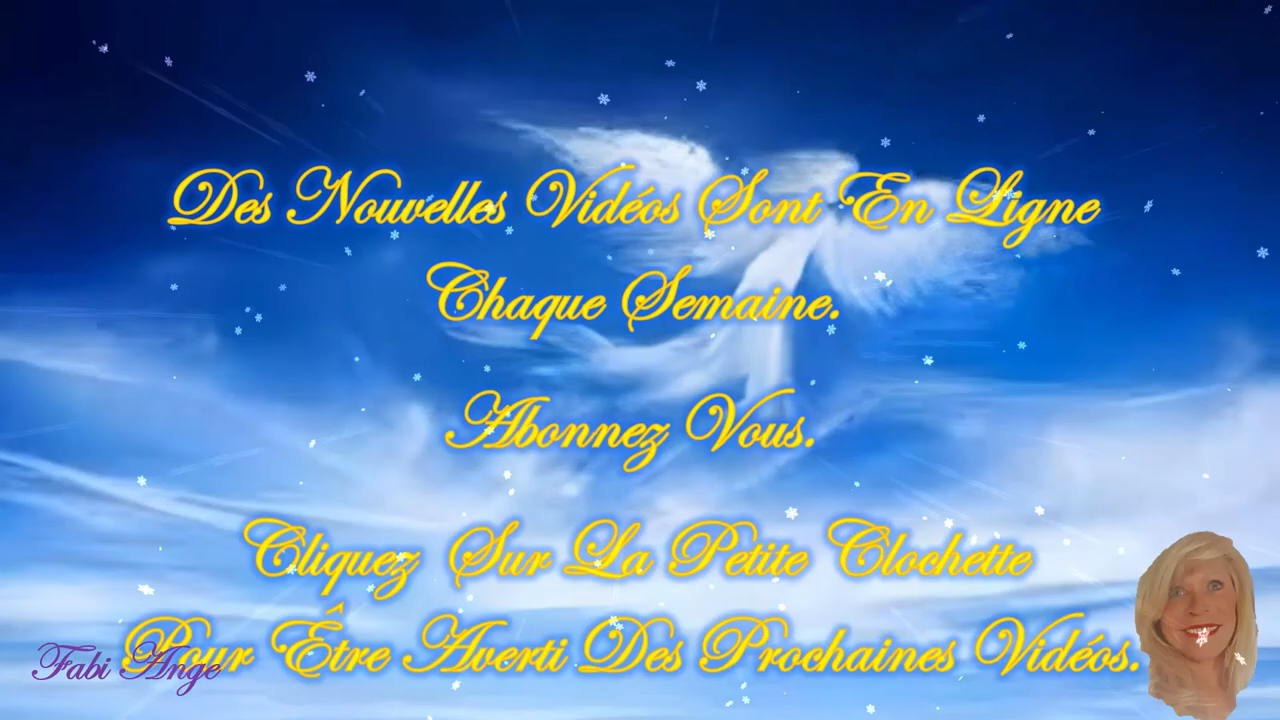 Des Nouvelles Vidéos Sont En Ligne
Chaque Semaine.
Abonnez Vous.
Cliquez Sur La Petite Clochette
Pour Être Averti Des Prochaines Vidéos.
Fabi Ange